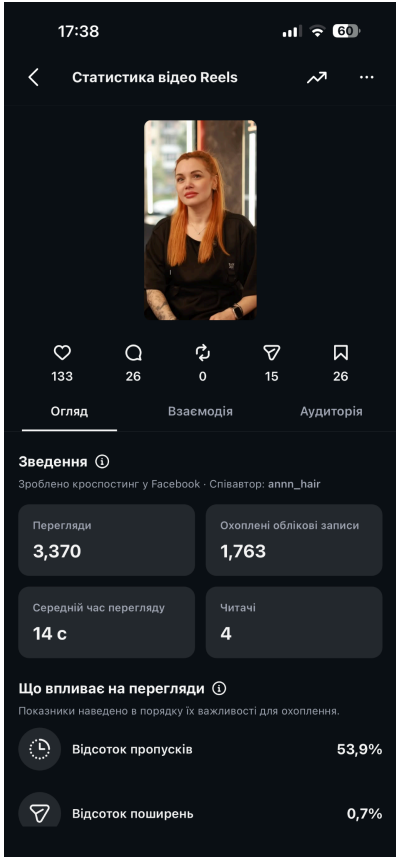 17:38
60
Статистика відео Reels
133
26
0
15
26
Огляд
Взаємодія
Аудиторія
Зведення
Зроблено кроспостинг у Facebook · Співавтор: annn_hair
Перегляди
Охоплені облікові записи
3,370
1,763
Середній час перегляду
Читачі
14 с
4
Що впливає на перегляди
Показники наведено в порядку їх важливості для охоплення.
Відсоток пропусків
53,9%
Відсоток поширень
0,7%